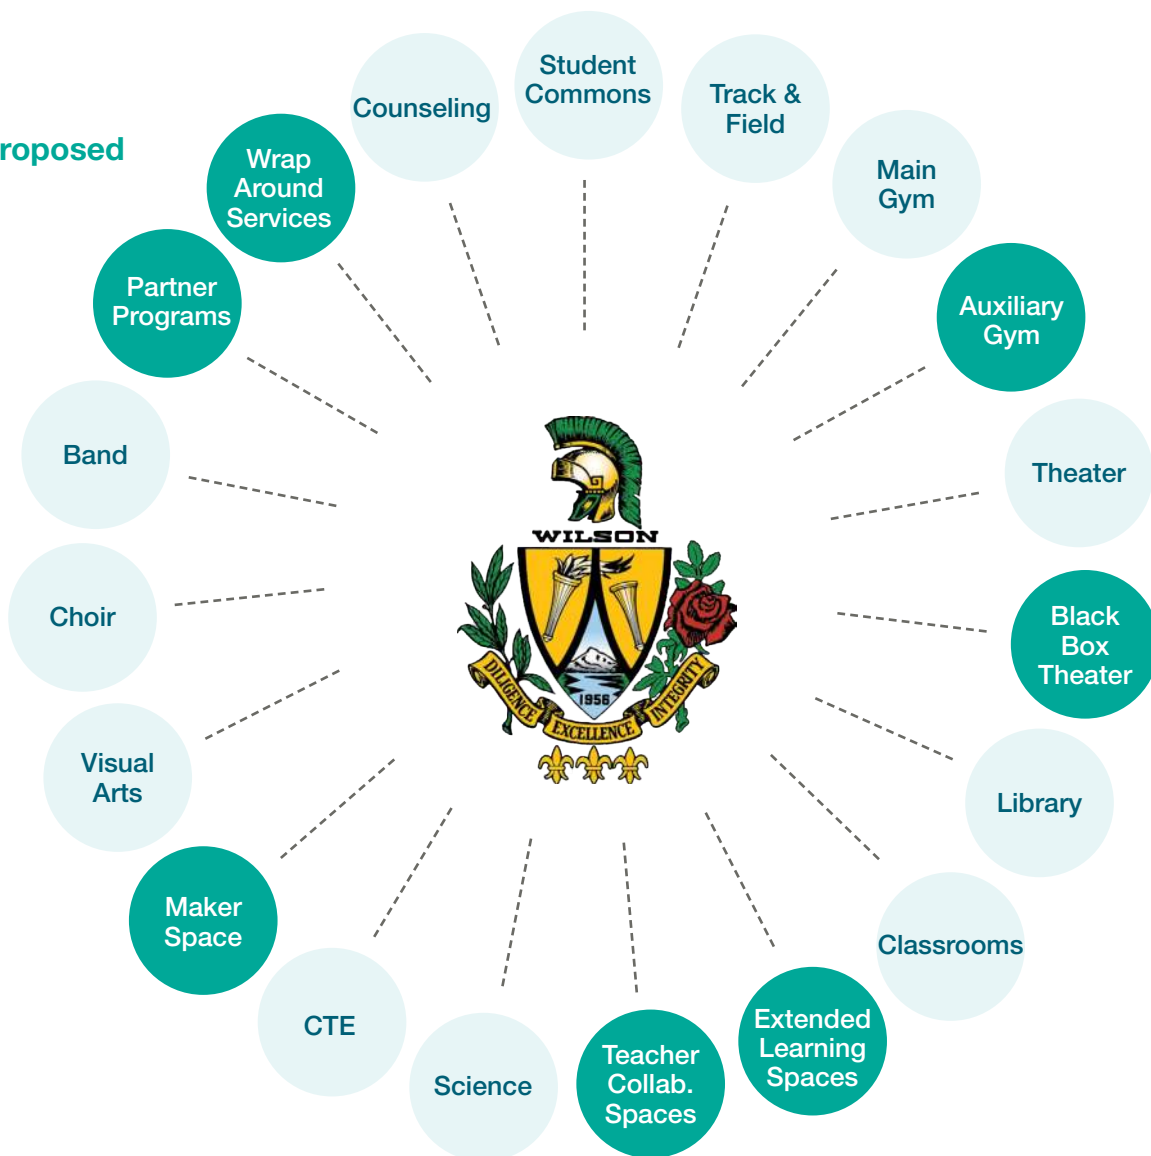 roposed
Student
Commons
Track &
Field
Main
Gym
Auxiliary
Gym
Theater
Black
Box
Theater
Library
Classrooms
Extended
Learning
Spaces
Teacher
Collab.
Spaces
Science
CTE
Maker
Space
Visual
Arts
Choir
Band
Partner
Programs
Wrap
Around
Services
Counseling
WILSON
1956
DILIGENCE
EXCELLENCE
INTEGRITY